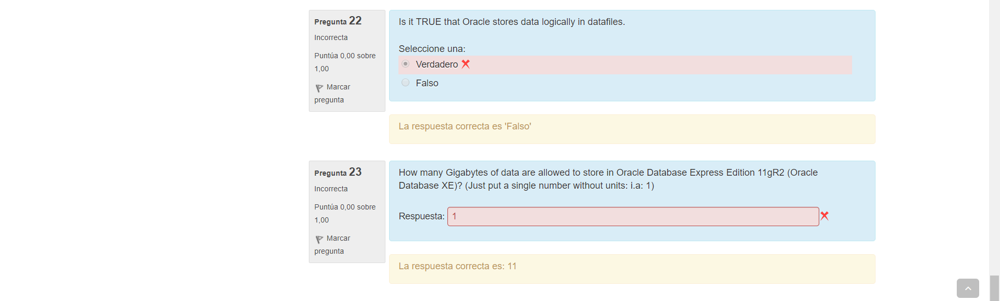 Pregunta 22
Incorrecta
Puntúa 0,00 sobre
1,00
Marcar
pregunta
Is it TRUE that Oracle stores data logically in datafiles.
Seleccione una:
Verdadero
Falso
La respuesta correcta es 'Falso'
Pregunta 23
Incorrecta
Puntúa 0,00 sobre
1,00
Marcar
pregunta
How many Gigabytes of data are allowed to store in Oracle Database Express Edition 11gR2 (Oracle
Database XE)? (Just put a single number without units: i.a: 1)
Respuesta: 1
La respuesta correcta es: 11